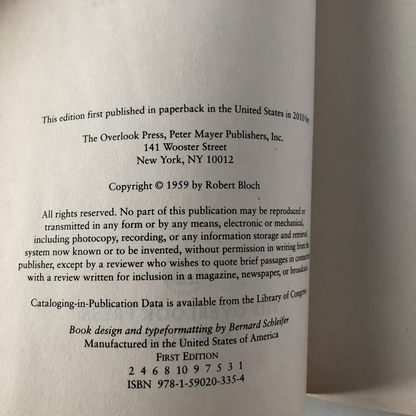 This edition first published in paperback in the United States in 2010 by
The Overlook Press, Peter Mayer Publishers, Inc.
141 Wooster Street
New York, NY 10012
Copyright © 1959 by Robert Bloch
All rights reserved. No part of this publication may be reproduced or
transmitted in any form or by any means, electronic or mechanical,
including photocopy, recording, or any information storage and retrieval
system now known or to be invented, without permission in writing from the
publisher, except by a reviewer who wishes to quote brief passages in
with a review written for inclusion in a magazine, newspaper, or
Cataloging-in-Publication Data is available from the Library of Congress
Book design and typeformatting by Bernard Schleifer
Manufactured in the United States of America
FIRST EDITION
2 4 6 8 10 9 7 5 3 1
ISBN 978-1-59020-335-4